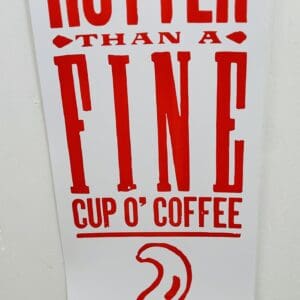 HOTTER
THAN A
FINE
CUP O' COFFEE